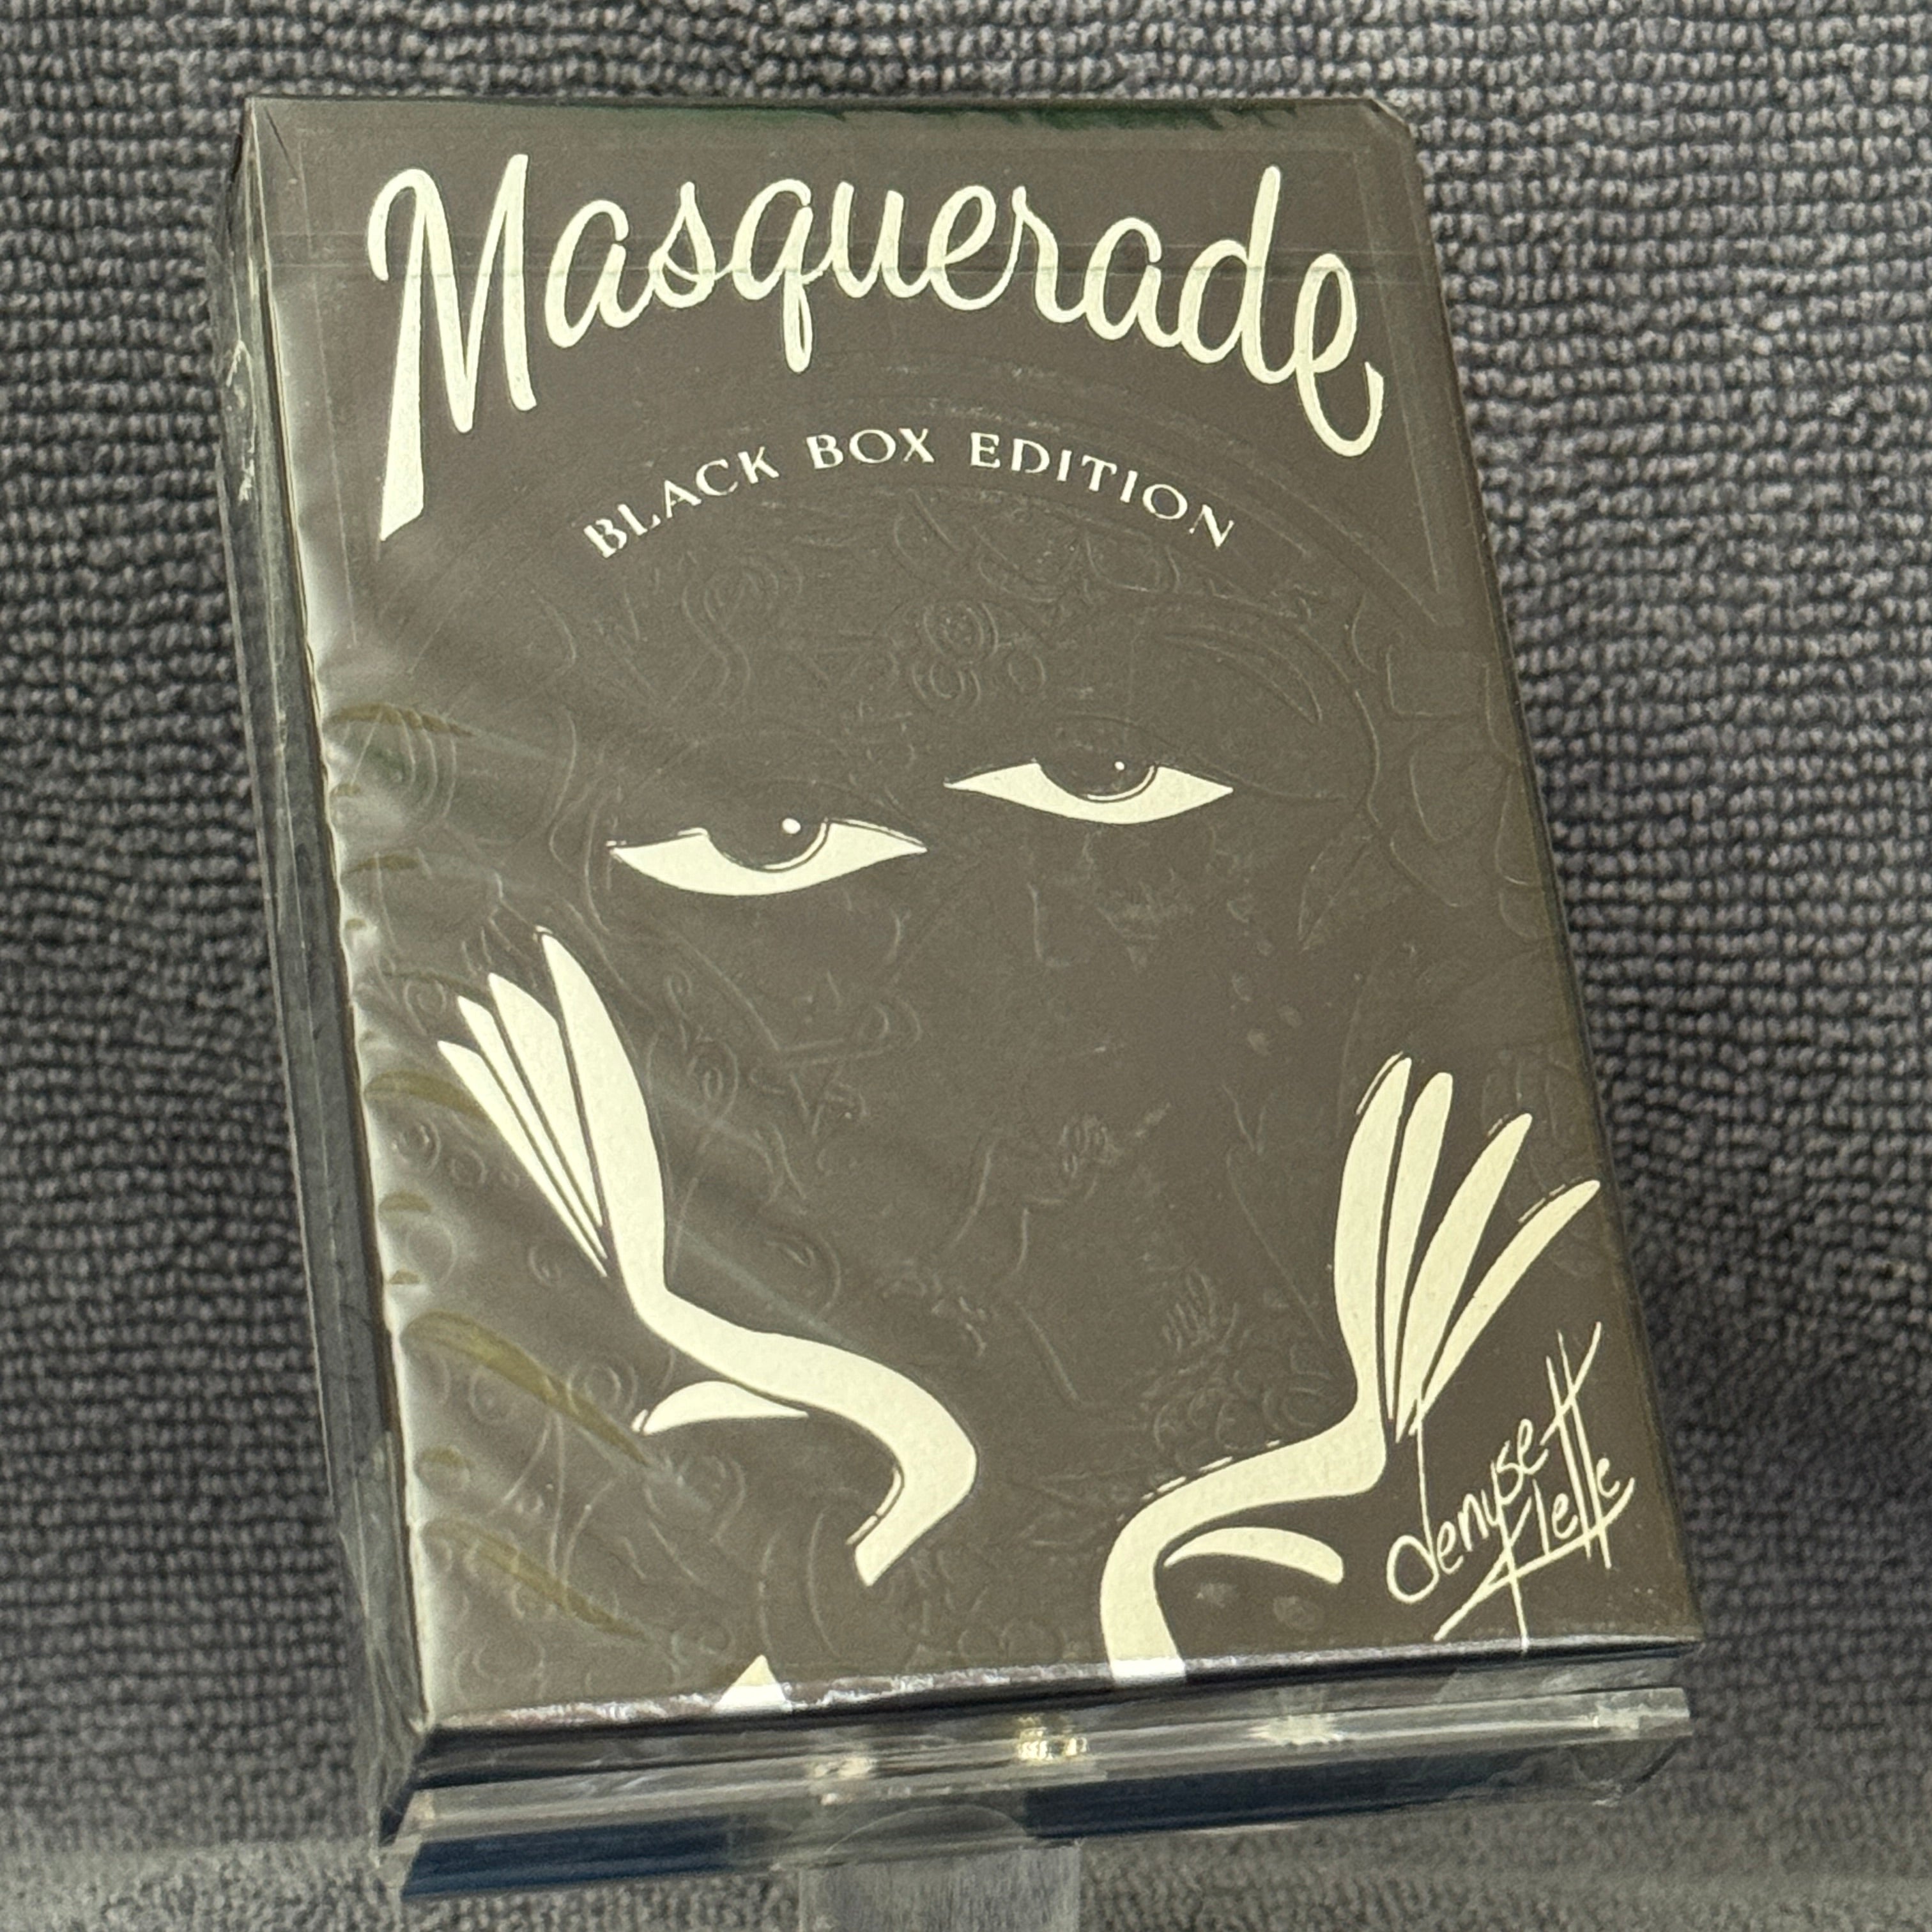 Masquerade
BLACK BOX EDITION
denyse
klette